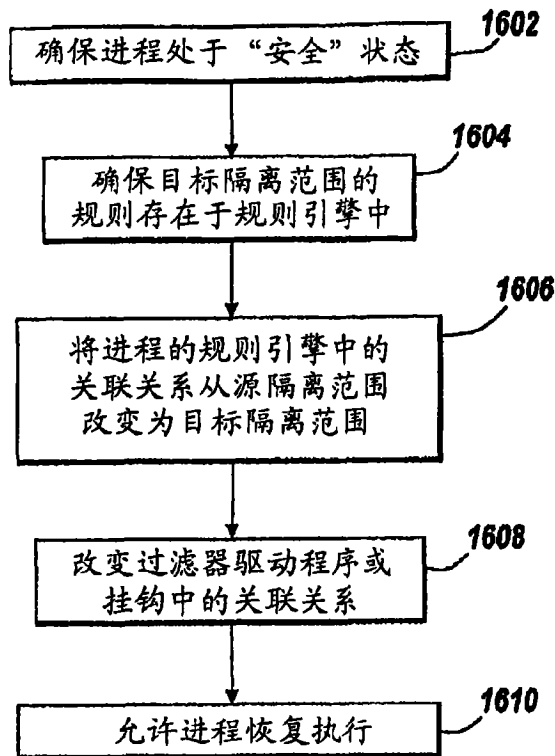 1602
确保进程处于“安全”状态
1604
确保目标隔离范围的
规则存在于规则引擎中
1606
将进程的规则引擎中的
关联关系从源隔离范围
改变为目标隔离范围
1608
改变过滤器驱动程序或
挂钩中的关联关系
1610
允许进程恢复执行